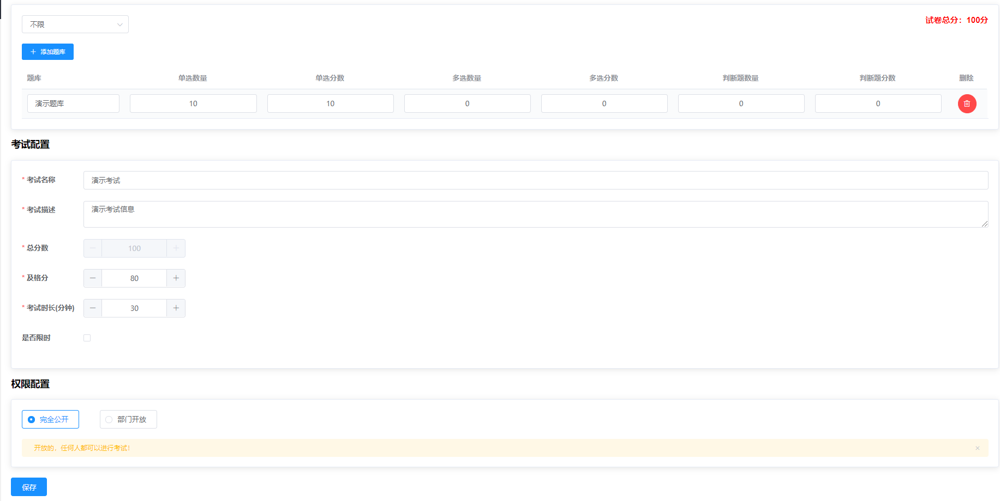 不限
试卷总分：100分
添加题库
题库 单选数量 单选分数 多选数量 多选分数 判断题数量 判断题分数 删除
演示题库 10 10 0 0 0 0
考试配置
* 考试名称 演示考试
* 考试描述 演示考试信息
* 总分数 100
* 及格分 80
* 考试时长(分钟) 30
是否限时
权限配置
完全公开 部门开放
开放的，任何人都可以进行考试！
保存